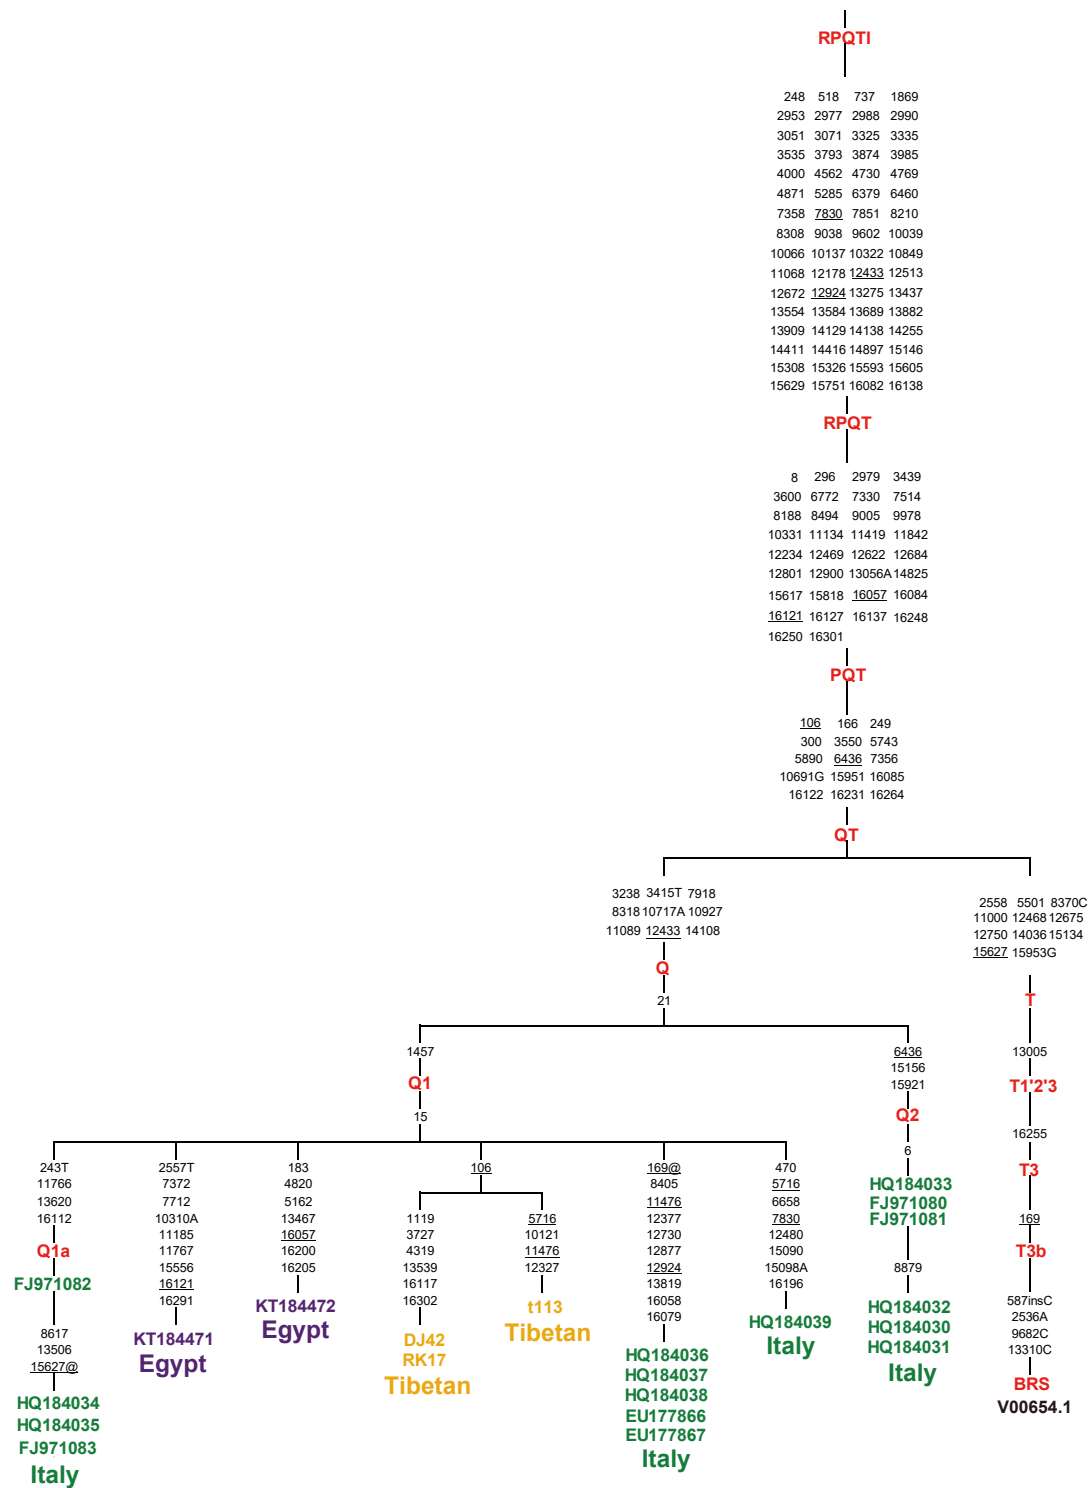 RPQTI
248 518 737 1869
2953 2977 2988 2990
3051 3071 3325 3335
3535 3793 3874 3985
4000 4562 4730 4769
4871 5285 6379 6460
7358 7830 7851 8210
8308 9038 9602 10039
10066 10137 10322 10849
11068 12178 12433 12513
12672 12924 13275 13437
13554 13584 13689 13882
13909 14129 14138 14255
14411 14416 14897 15146
15308 15326 15593 15605
15629 15751 16082 16138
RPQT
8 296 2979 3439
3600 6772 7330 7514
8188 8494 9005 9978
10331 11134 11419 11842
12234 12469 12622 12684
12801 12900 13056A 14825
15617 15818 16057 16084
16121 16127 16137 16248
16250 16301
PQT
106 166 249
300 3550 5743
5890 6436 7356
10691G 15951 16085
16122 16231 16264
QT
3238 3415T 7918
8318 10717A 10927
11089 12433 14108
Q
21
2558 5501 8370C
11000 12468 12675
12750 14036 15134
15627 15953G
T
13005
T1'2'3
16255
T3
169
T3b
587insC
2536A
9682C
13310C
BRS
V00654.1
1457
Q1
15
6436
15156
15921
Q2
6
HQ184033
FJ971080
FJ971081
8879
HQ184032
HQ184030
HQ184031
Italy
243T
11766
13620
16112
Q1a
FJ971082
8617
13506
15627@
HQ184034
HQ184035
FJ971083
Italy
2557T
7372
7712
10310A
11185
11767
15556
16121
16291
KT184471
Egypt
183
4820
5162
13467
16057
16200
16205
KT184472
Egypt
106
1119
3727
4319
13539
16117
16302
DJ42
RK17
Tibetan
5716
10121
11476
12327
t113
Tibetan
169@
8405
11476
12377
12730
12877
12924
13819
16058
16079
HQ184036
HQ184037
HQ184038
EU177866
EU177867
Italy
470
5716
6658
7830
12480
15090
15098A
16196
HQ184039
Italy